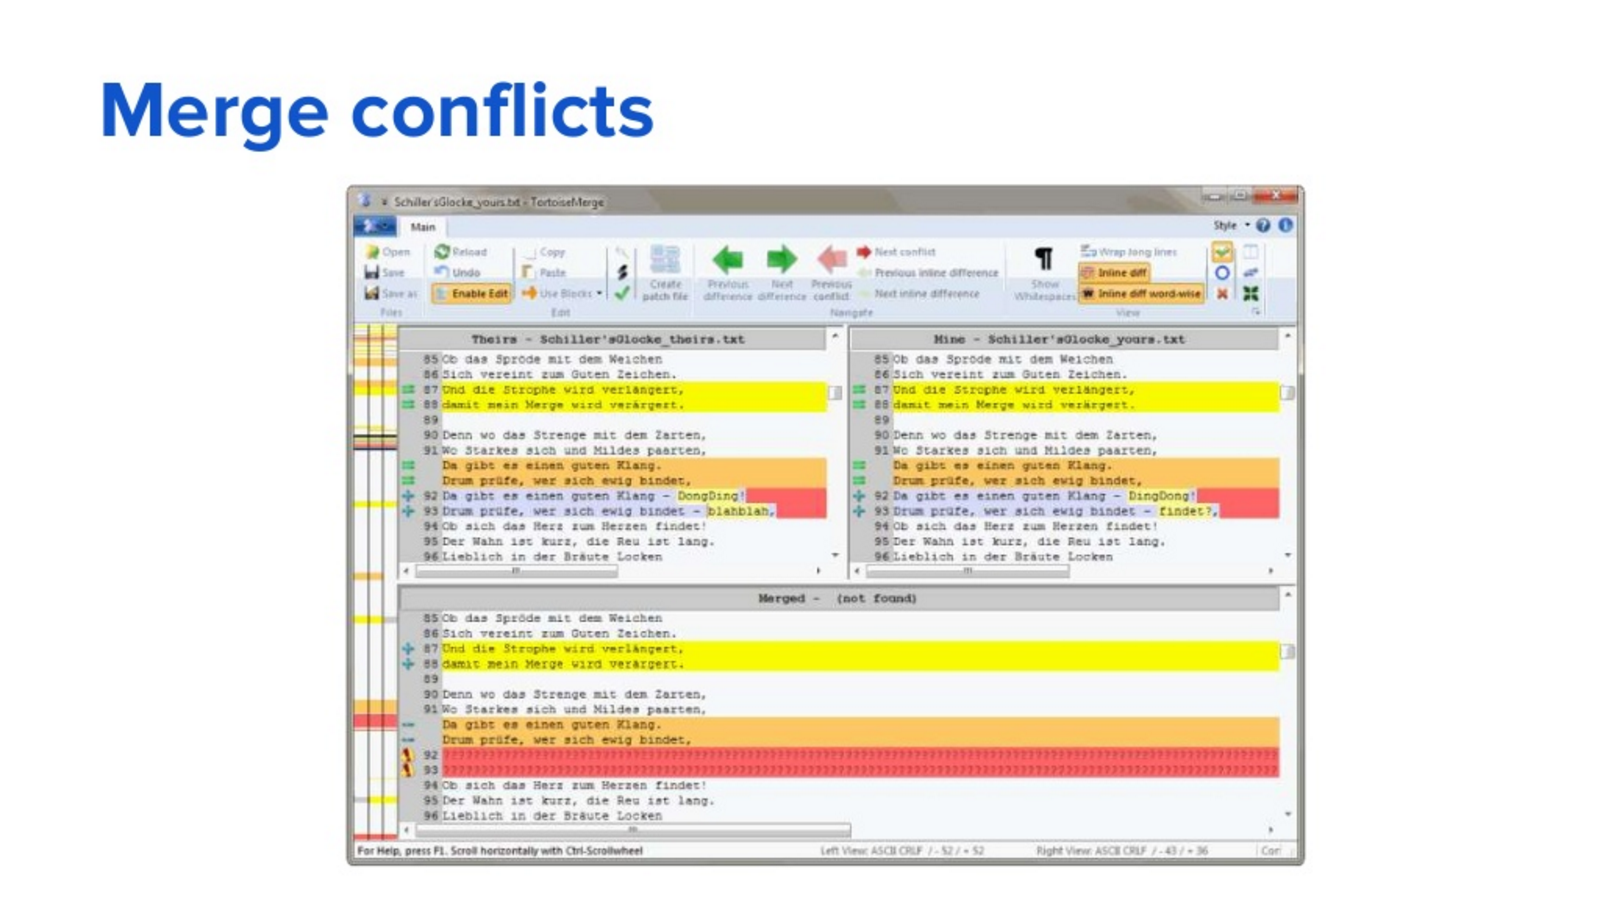 Merge conflicts
Schiller'sGlocke_yours.txt - TortoiseMerge
Main
Style
Open
Save
Save as
Files
Reload
Undo
Enable Edit
Copy
Paste
Use Blocks
Edit
Create
patch file
Previous
difference
Next
difference
Previous
conflict
Next conflict
Previous inline difference
Next inline difference
Navigate
Show
Whitespaces
Wrap long lines
Inline diff
Inline diff word-wise
View
Theirs - Schiller'sGlocke_theirs.txt
85 Ob das Spröde mit dem Weichen
86 Sich vereint zum Guten Zeichen.
87 Und die Strophe wird verlängert,
88 damit mein Merge wird verärgert.
89
90 Denn wo das Strenge mit dem Zarten,
91 Wo Starkes sich und Mildes paarten,
Da gibt es einen guten Klang.
Drum prüfe, wer sich ewig bindet,
92 Da gibt es einen guten Klang - DongDing!
93 Drum prüfe, wer sich ewig bindet - blahblah,
94 Ob sich das Herz zum Herzen findet!
95 Der Wahn ist kurz, die Reu ist lang.
96 Lieblich in der Bräute Locken
Mine - Schiller'sGlocke_yours.txt
85 Ob das Spröde mit dem Weichen
86 Sich vereint zum Guten Zeichen.
87 Und die Strophe wird verlängert,
88 damit mein Merge wird verärgert.
89
90 Denn wo das Strenge mit dem Zarten,
91 Wo Starkes sich und Mildes paarten,
Da gibt es einen guten Klang.
Drum prüfe, wer sich ewig bindet,
92 Da gibt es einen guten Klang - DingDong!
93 Drum prüfe, wer sich ewig bindet - findet?,
94 Ob sich das Herz zum Herzen findet!
95 Der Wahn ist kurz, die Reu ist lang.
96 Lieblich in der Bräute Locken
Merged - (not found)
85 Ob das Spröde mit dem Weichen
86 Sich vereint zum Guten Zeichen.
87 Und die Strophe wird verlängert,
88 damit mein Merge wird verärgert.
89
90 Denn wo das Strenge mit dem Zarten,
91 Wo Starkes sich und Mildes paarten,
Da gibt es einen guten Klang.
Drum prüfe, wer sich ewig bindet,
92
93
94 Ob sich das Herz zum Herzen findet!
95 Der Wahn ist kurz, die Reu ist lang.
96 Lieblich in der Bräute Locken
For Help, press F1. Scroll horizontally with Ctrl-Scrollwheel
Left View: ASCII CRLF / - 52 / + 52
Right View: ASCII CRLF / - 43 / + 36